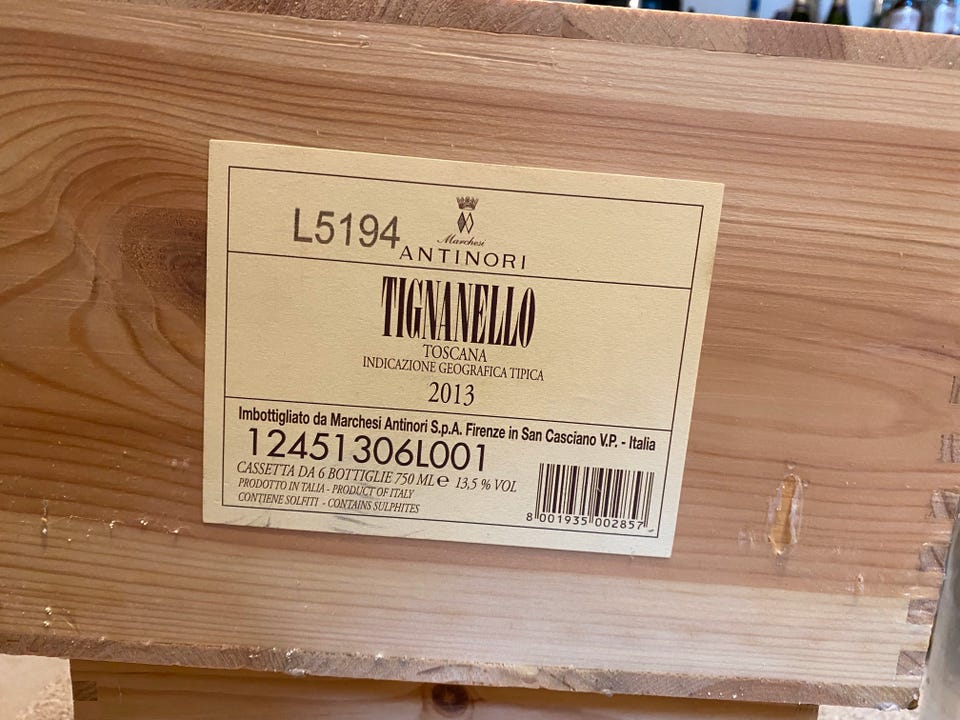 L5194
Marchesi
ANTINORI
TIGNANELLO
TOSCANA
INDICAZIONE GEOGRAFICA TIPICA
2013
Imbottigliato da Marchesi Antinori S.p.A. Firenze in San Casciano V.P. - Italia
12451306L001
CASSETTA DA 6 BOTTIGLIE 750 ML e 13,5 % VOL
PRODOTTO IN ITALIA - PRODUCT OF ITALY
CONTIENE SOLFITI - CONTAINS SULPHITES
8 001935 002857